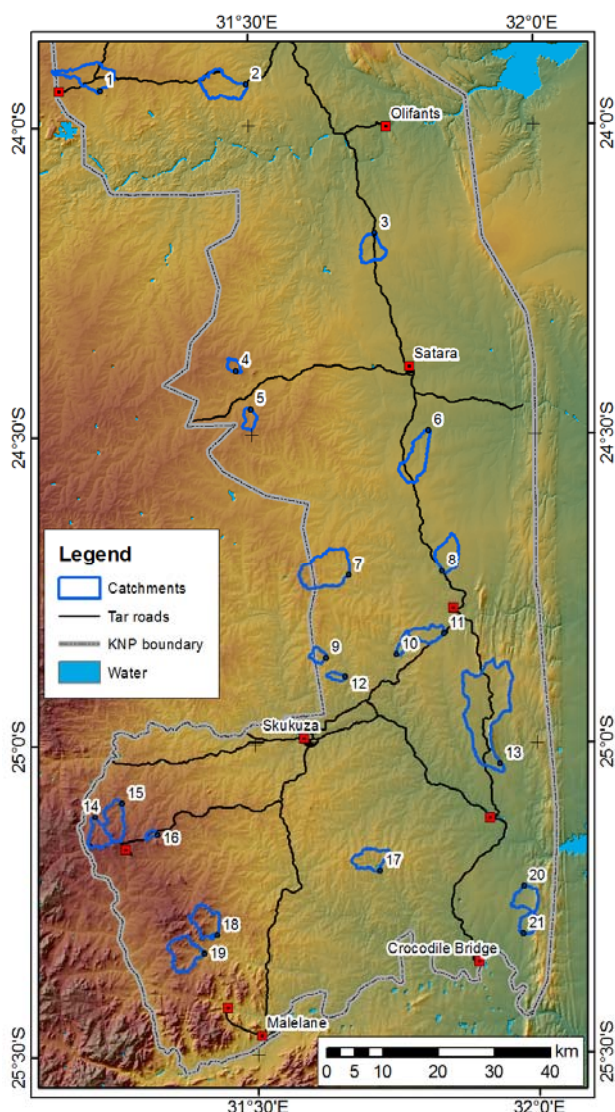 31°30'E
32°0'E
1
2
Olifants
24°0'S
24°0'S
3
Satara
4
5
6
24°30'S
24°30'S
Legend
Catchments
Tar roads
KNP boundary
Water
7
8
9
10
11
12
Skukuza
25°0'S
25°0'S
13
14
15
16
17
18
19
20
21
Crocodile Bridge
Malelane
km
0 5 10 20 30 40
25°30'S
25°30'S
31°30'E
32°0'E